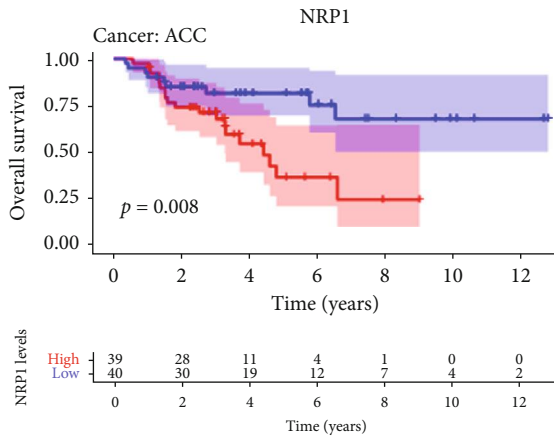 NRP1
Cancer: ACC
1.00
0.75
0.50
0.25
0.00
Overall survival
p = 0.008
0 2 4 6 8 10 12
Time (years)
NRP1 levels
High 39 28 11 4 1 0 0
Low 40 30 19 12 7 4 2
0 2 4 6 8 10 12
Time (years)